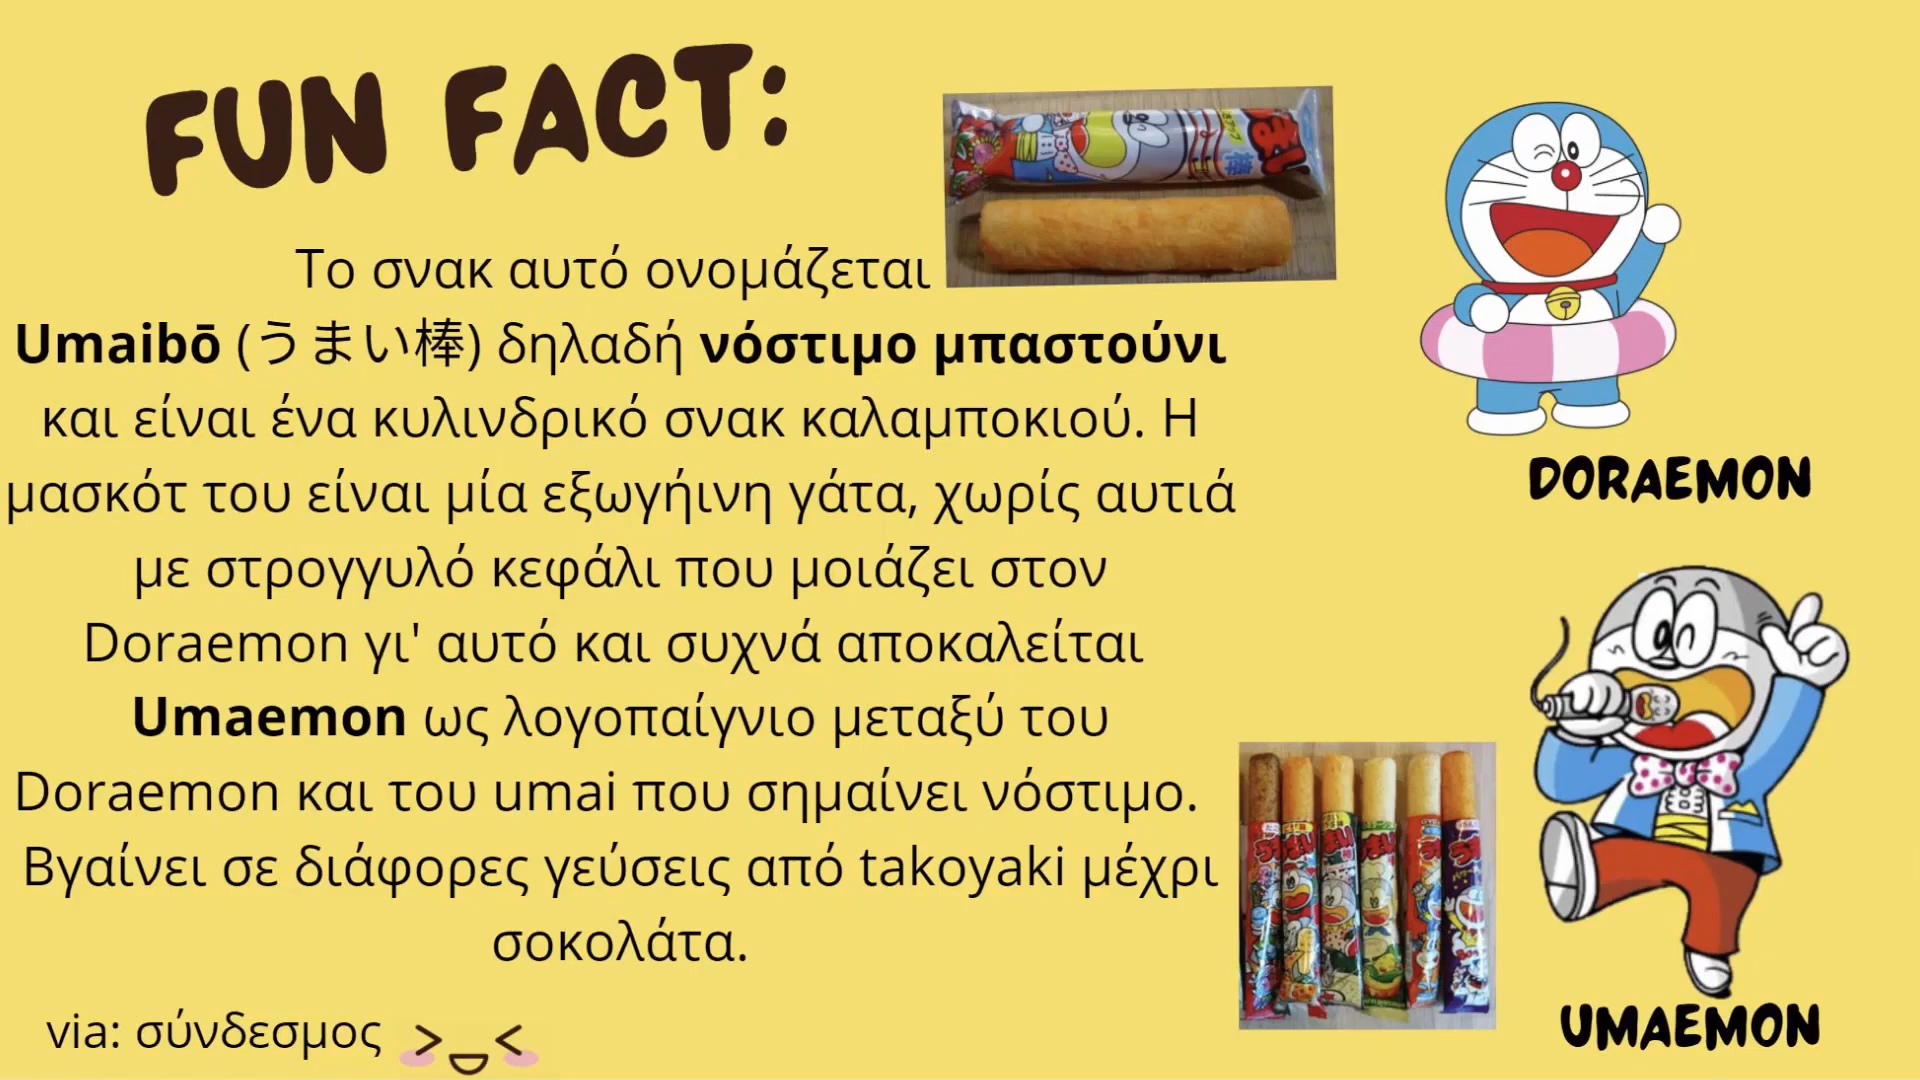 FUN FACT:
Το σνακ αυτό ονομάζεται
Umaibō (うまい棒) δηλαδή νόστιμο μπαστούνι
και είναι ένα κυλινδρικό σνακ καλαμποκιού. Η
μασκότ του είναι μία εξωγήινη γάτα, χωρίς αυτιά
με στρογγυλό κεφάλι που μοιάζει στον
Doraemon γι' αυτό και συχνά αποκαλείται
Umaemon ως λογοπαίγνιο μεταξύ του
Doraemon και του umai που σημαίνει νόστιμο.
Βγαίνει σε διάφορες γεύσεις από takoyaki μέχρι
σοκολάτα.
via: σύνδεσμος
DORAEMON
UMAEMON